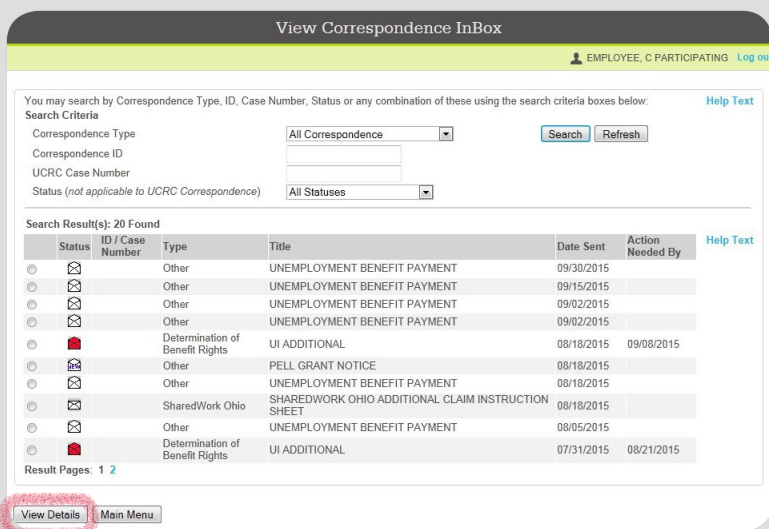 View Correspondence InBox
EMPLOYEE, C PARTICIPATING Log ou
You may search by Correspondence Type, ID, Case Number, Status or any combination of these using the search criteria boxes below: Help Text
Search Criteria
Correspondence Type All Correspondence Search Refresh
Correspondence ID
UCRC Case Number
Status (not applicable to UCRC Correspondence) All Statuses
Search Result(s): 20 Found
Status ID / Case Number Type Title Date Sent Action Needed By Help Text
Other UNEMPLOYMENT BENEFIT PAYMENT 09/30/2015
Other UNEMPLOYMENT BENEFIT PAYMENT 09/15/2015
Other UNEMPLOYMENT BENEFIT PAYMENT 09/02/2015
Other UNEMPLOYMENT BENEFIT PAYMENT 09/02/2015
Determination of Benefit Rights UI ADDITIONAL 08/18/2015 09/08/2015
Other PELL GRANT NOTICE 08/18/2015
Other UNEMPLOYMENT BENEFIT PAYMENT 08/18/2015
SharedWork Ohio SHAREDWORK OHIO ADDITIONAL CLAIM INSTRUCTION SHEET 08/18/2015
Other UNEMPLOYMENT BENEFIT PAYMENT 08/05/2015
Determination of Benefit Rights UI ADDITIONAL 07/31/2015 08/21/2015
Result Pages: 1 2
View Details Main Menu